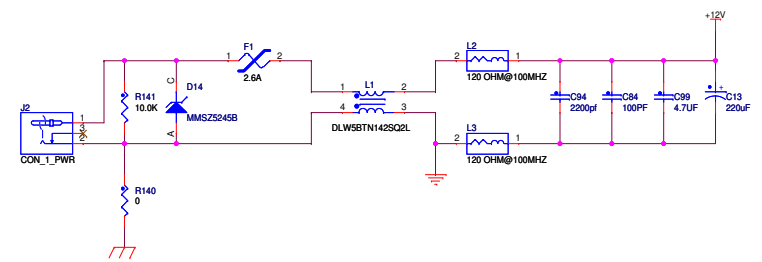 +12V
F1
1 2
2.6A
L2
2 1
120 OHM@100MHZ
C
D14
MMSZ5245B
A
R141
10.0K
L1
1 2
4 3
DLW5BTN142SQ2L
C94
2200pf
C84
100PF
C99
4.7UF
+
C13
220uF
J2
1
3
2
CON_1_PWR
L3
2 1
120 OHM@100MHZ
R140
0